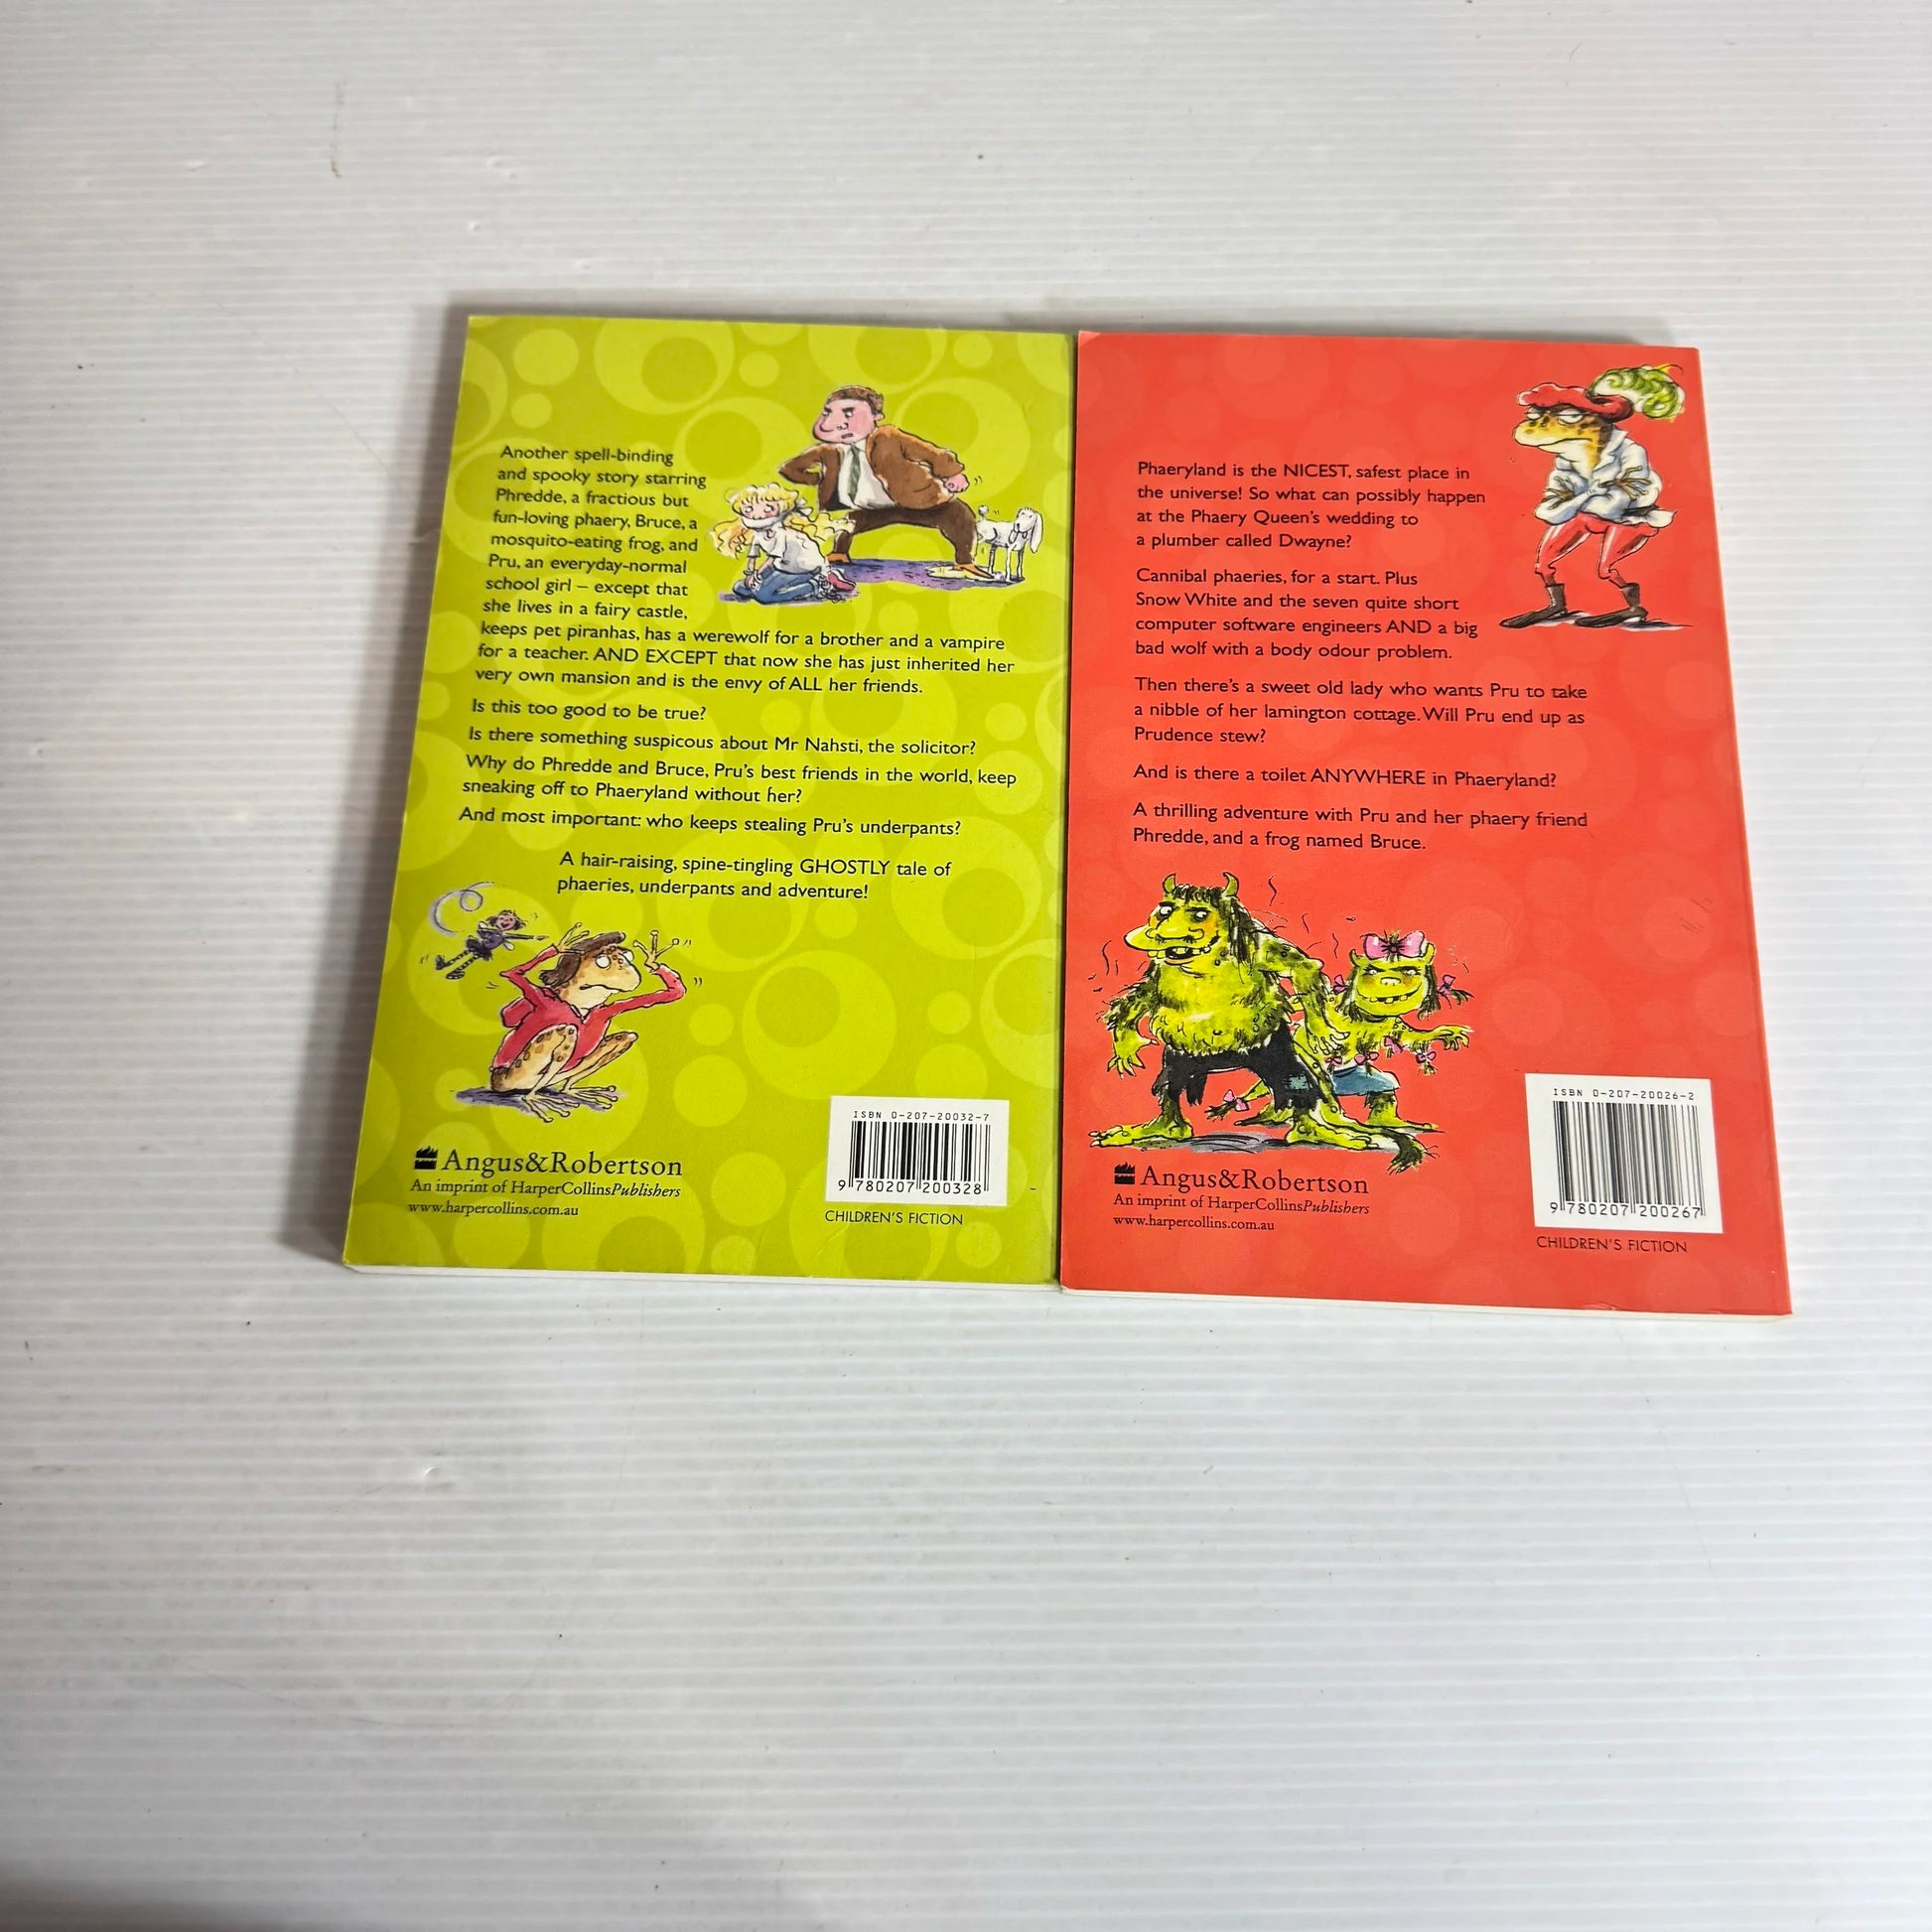 Another spell-binding
and spooky story starring
Phredde, a fractious but
fun-loving phaery, Bruce, a
mosquito-eating frog, and
Pru, an everyday-normal
school girl – except that
she lives in a fairy castle,
keeps pet piranhas, has a werewolf for a brother and a vampire
for a teacher. AND EXCEPT that now she has just inherited her
very own mansion and is the envy of ALL her friends.
Is this too good to be true?
Is there something suspicous about Mr Nahsti, the solicitor?
Why do Phredde and Bruce, Pru's best friends in the world, keep
sneaking off to Phaeryland without her?
And most important: who keeps stealing Pru's underpants?
A hair-raising, spine-tingling GHOSTLY tale of
phaeries, underpants and adventure!
Angus&Robertson
An imprint of HarperCollinsPublishers
www.harpercollins.com.au
ISBN 0-207-20032-7
9 780207 200328
CHILDREN'S FICTION
Phaeryland is the NICEST, safest place in
the universe! So what can possibly happen
at the Phaery Queen's wedding to
a plumber called Dwayne?
Cannibal phaeries, for a start. Plus
Snow White and the seven quite short
computer software engineers AND a big
bad wolf with a body odour problem.
Then there's a sweet old lady who wants Pru to take
a nibble of her lamington cottage. Will Pru end up as
Prudence stew?
And is there a toilet ANYWHERE in Phaeryland?
A thrilling adventure with Pru and her phaery friend
Phredde, and a frog named Bruce.
Angus&Robertson
An imprint of HarperCollinsPublishers
www.harpercollins.com.au
ISBN 0-207-20026-2
9 780207 200267
CHILDREN'S FICTION